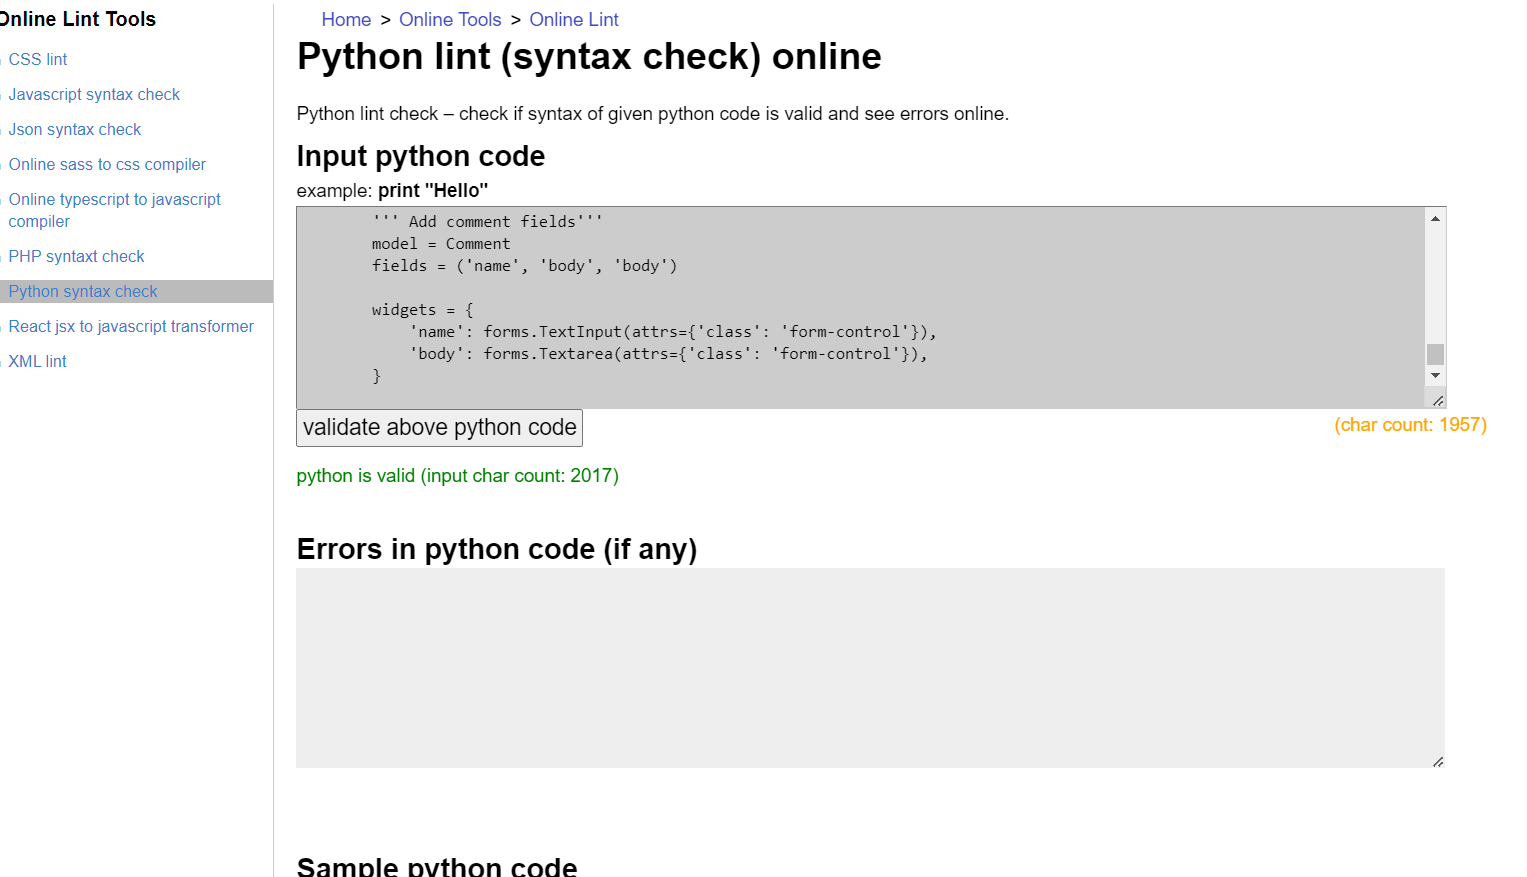 Online Lint Tools
CSS lint
Javascript syntax check
Json syntax check
Online sass to css compiler
Online typescript to javascript
compiler
PHP syntaxt check
Python syntax check
React jsx to javascript transformer
XML lint
Home > Online Tools > Online Lint
Python lint (syntax check) online
Python lint check – check if syntax of given python code is valid and see errors online.
Input python code
example: print "Hello"
''' Add comment fields'''
model = Comment
fields = ('name', 'body', 'body')
widgets = {
'name': forms.TextInput(attrs={'class': 'form-control'}),
'body': forms.Textarea(attrs={'class': 'form-control'}),
}
validate above python code
(char count: 1957)
python is valid (input char count: 2017)
Errors in python code (if any)
Sample python code